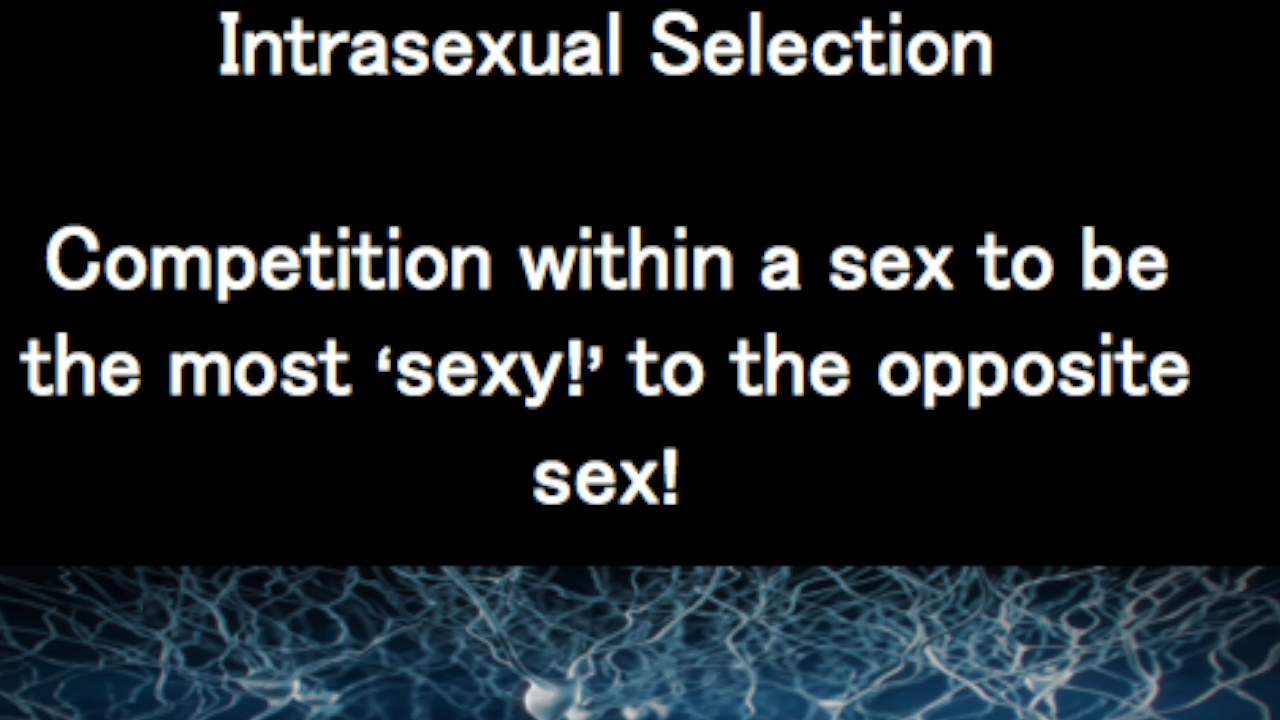 Intrasexual Selection
Competition within a sex to be
the most ‘sexy!’ to the opposite
sex!